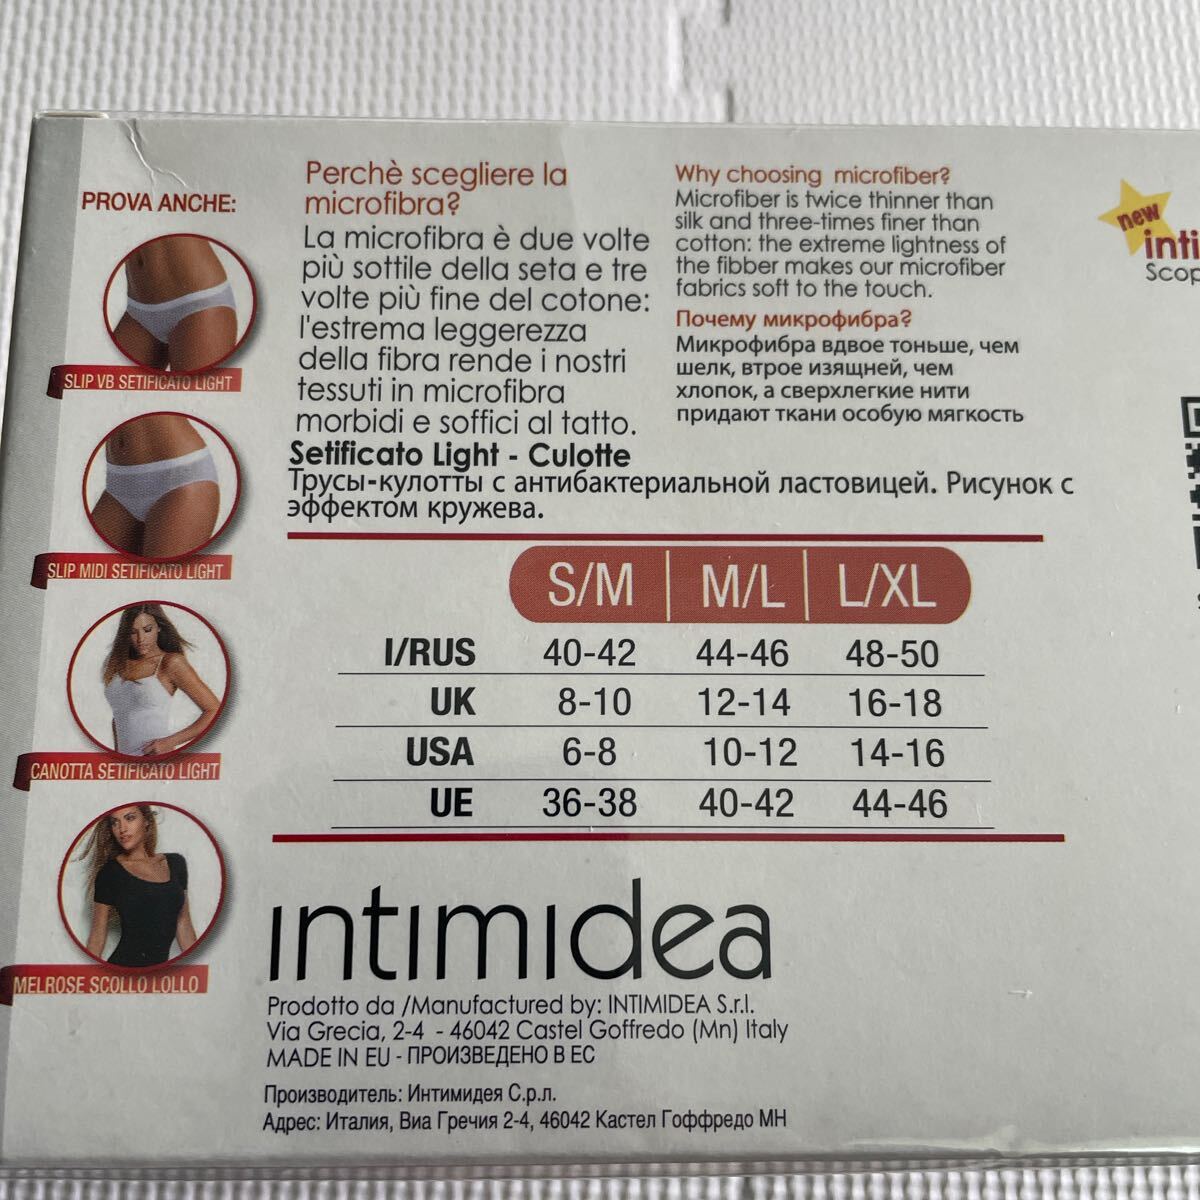 PROVA ANCHE:
SLIP VB SETIFICATO LIGHT
SLIP MIDI SETIFICATO LIGHT
CANOTTA SETIFICATO LIGHT
MELROSE SCOLLO LOLLO
Perchè scegliere la
microfibra?
La microfibra è due volte
più sottile della seta e tre
volte più fine del cotone:
l'estrema leggerezza
della fibra rende i nostri
tessuti in microfibra
morbidi e soffici al tatto.
Why choosing microfiber?
Microfiber is twice thinner than
silk and three-times finer than
cotton: the extreme lightness of
the fibber makes our microfiber
fabrics soft to the touch.
Почему микрофибра?
Микрофибра вдвое тоньше, чем
шелк, втрое изящней, чем
хлопок, а сверхлегкие нити
придают ткани особую мягкость
new
Setificato Light - Culotte
Трусы-кулотты с антибактериальной ластовицей. Рисунок с
эффектом кружева.
S/M M/L L/XL
I/RUS 40-42 44-46 48-50
UK 8-10 12-14 16-18
USA 6-8 10-12 14-16
UE 36-38 40-42 44-46
intimidea
Prodotto da /Manufactured by: INTIMIDEA S.r.l.
Via Grecia, 2-4 - 46042 Castel Goffredo (Mn) Italy
MADE IN EU - ПРОИЗВЕДЕНО В ЕС
Производитель: Интимидея С.р.л.
Адрес: Италия, Виа Гречия 2-4, 46042 Кастел Гоффредо МН